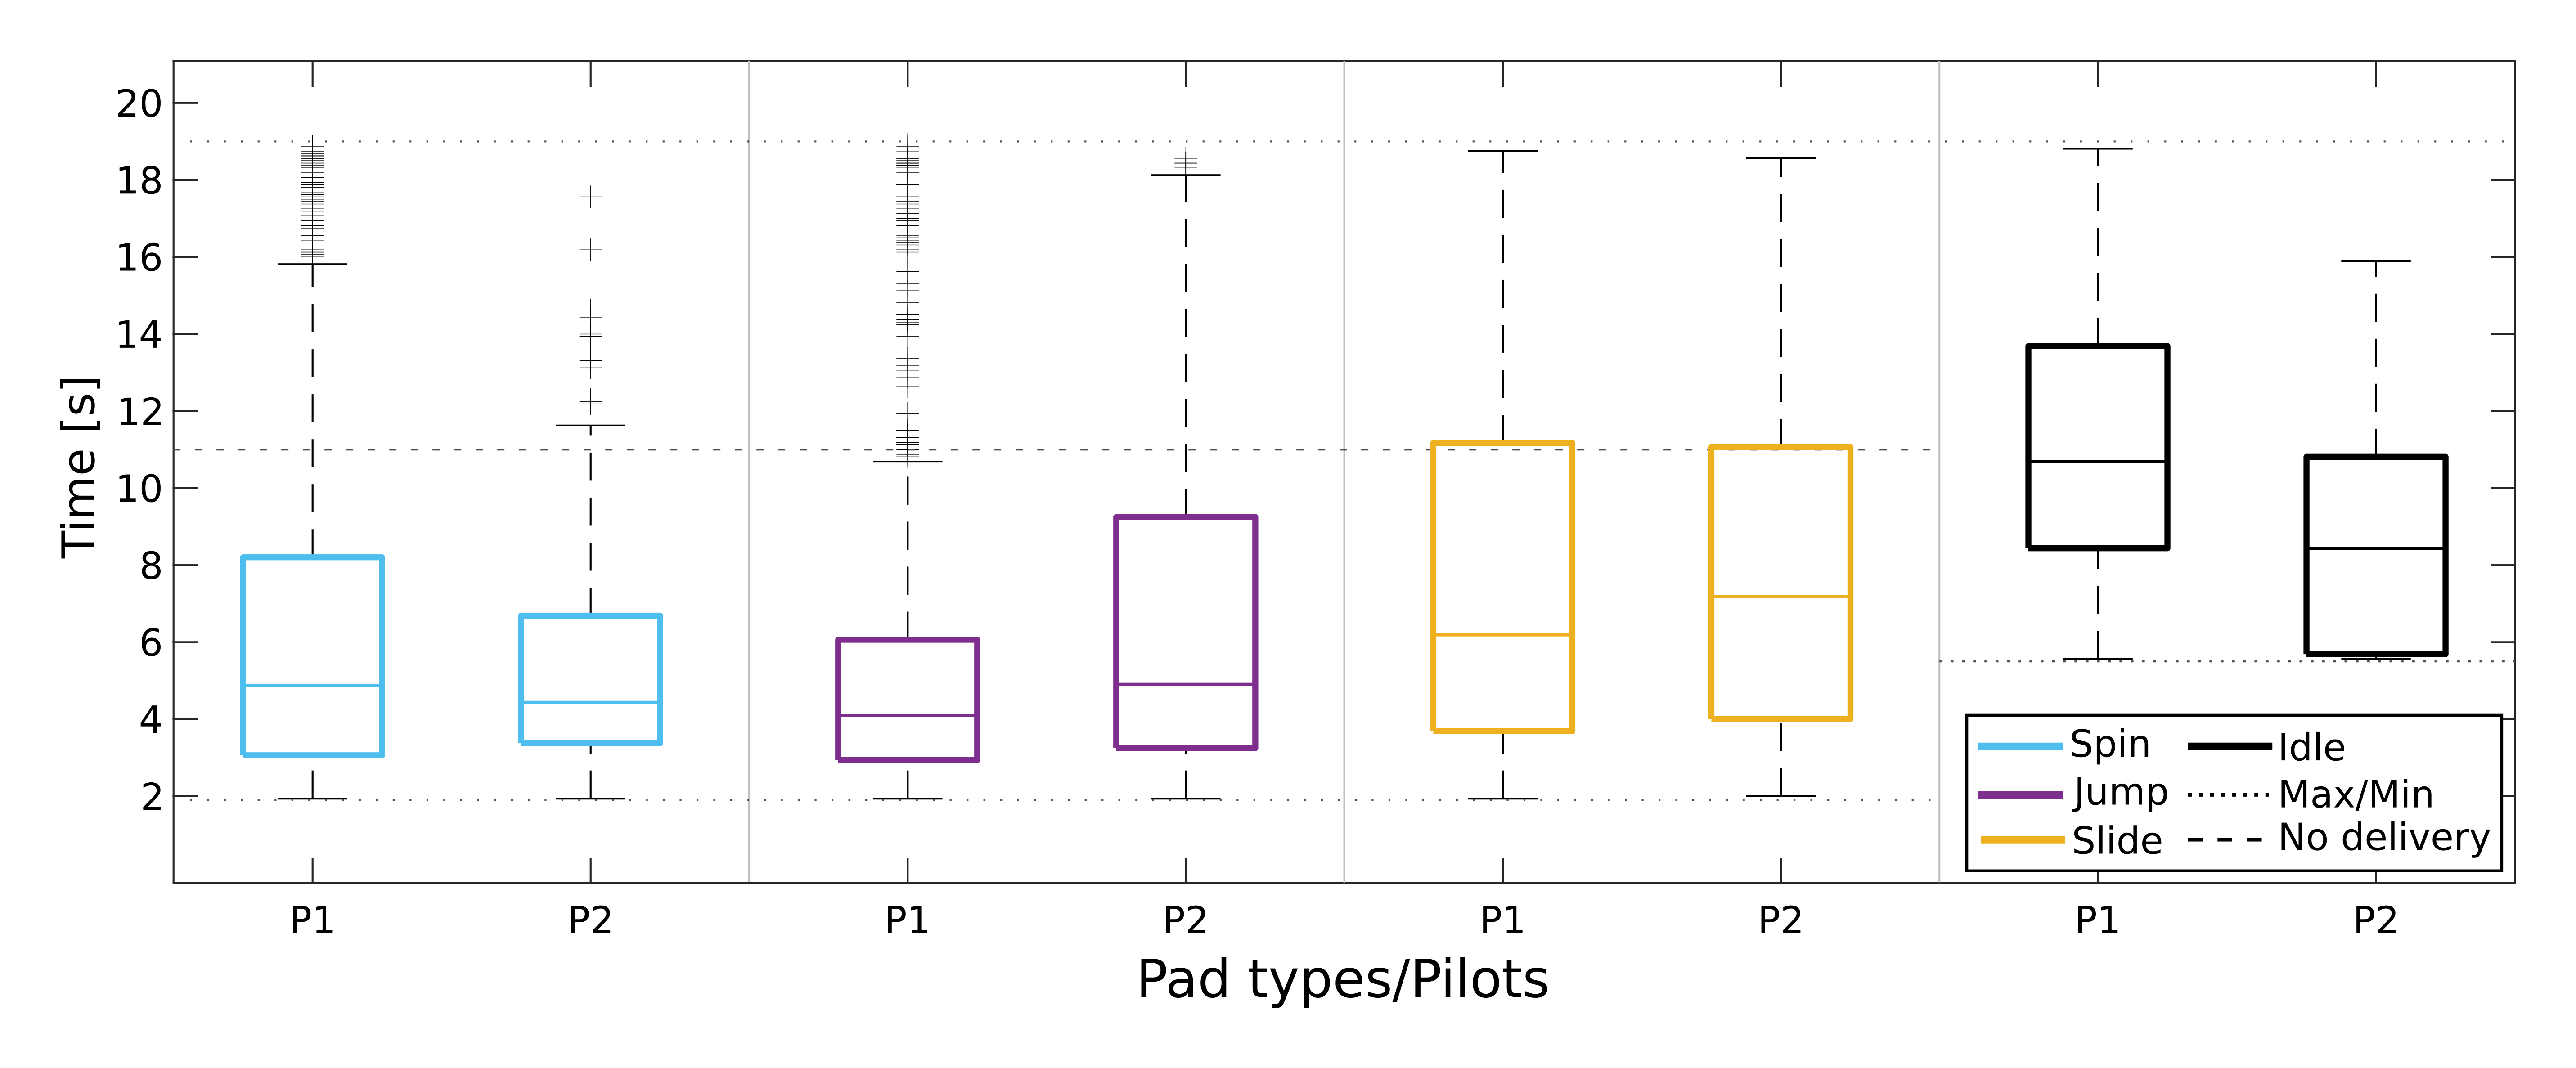 20
18
16
14
12
10
8
6
4
2
Time [s]
P1 P2 P1 P2 P1 P2 P1 P2
Pad types/Pilots
Spin Idle
Jump Max/Min
Slide No delivery